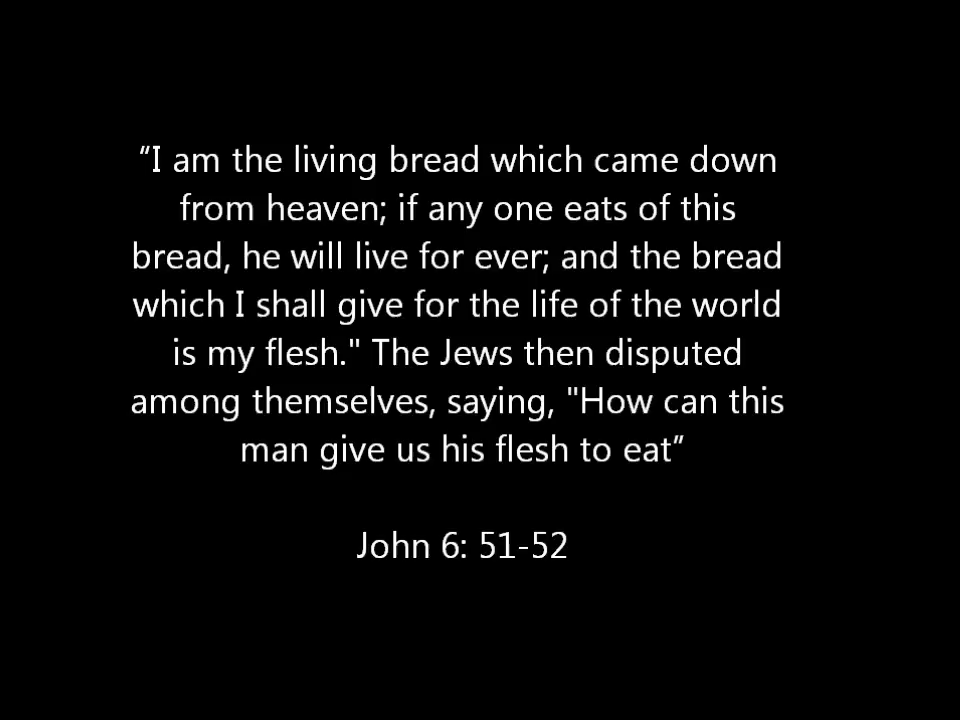 “I am the living bread which came down
from heaven; if any one eats of this
bread, he will live for ever; and the bread
which I shall give for the life of the world
is my flesh." The Jews then disputed
among themselves, saying, "How can this
man give us his flesh to eat”
John 6: 51-52